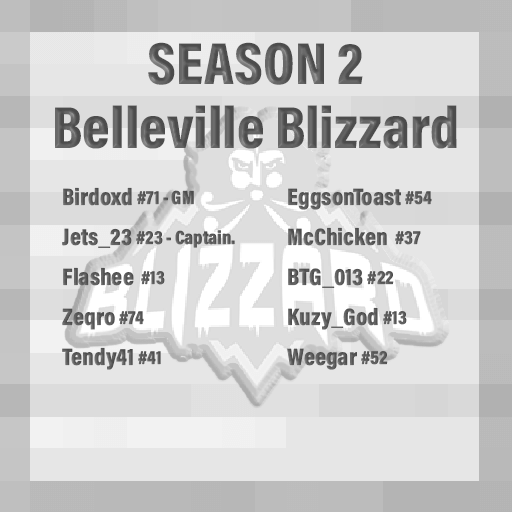 SEASON 2
Belleville Blizzard
Birdoxd #71 - GM
Jets_23 #23 - Captain.
Flashee #13
Zeqro #74
Tendy41 #41
EggsonToast #54
McChicken #37
BTG_013 #22
Kuzy_God #13
Weegar #52
BLIZZARD